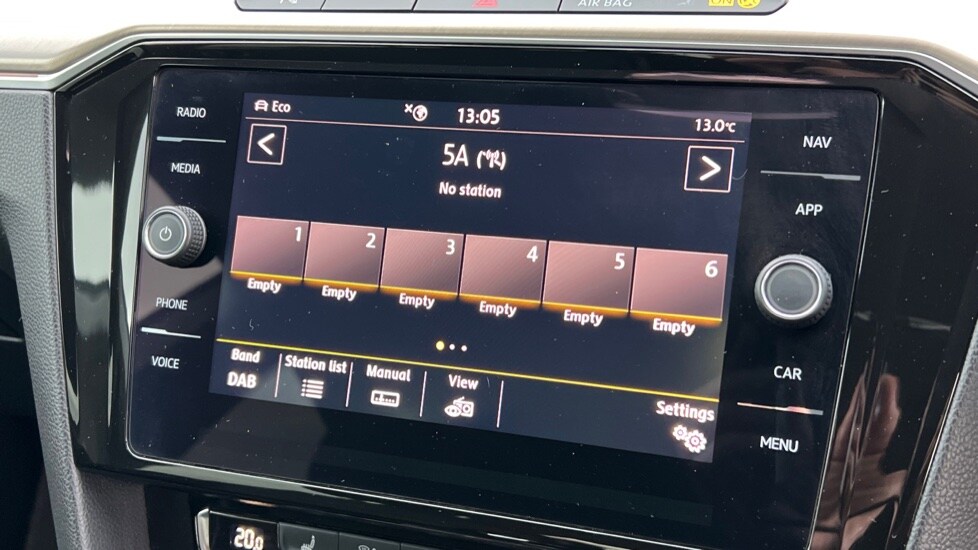 AIR BAG
ON
RADIO
MEDIA
PHONE
VOICE
Eco
13:05
13.0°C
<
5A
>
No station
1 2 3 4 5 6
Empty Empty Empty Empty Empty Empty
Band
DAB
Station list
Manual
View
Settings
NAV
APP
CAR
MENU
20.0